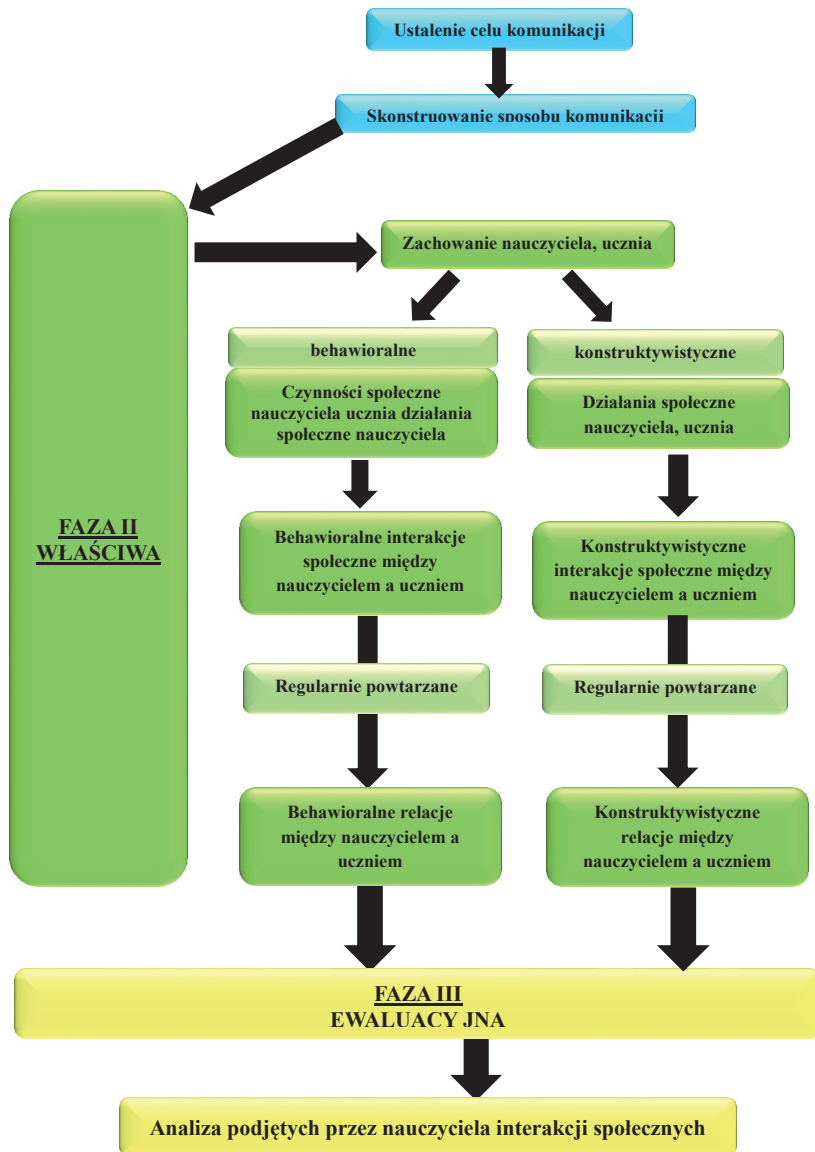 Ustalenie celu komunikacji
Skonstruowanie sposobu komunikacji
Zachowanie nauczyciela, ucznia
behawioralne
konstruktywistyczne
Czynności społeczne
nauczyciela ucznia działania
społeczne nauczyciela
Działania społeczne
nauczyciela, ucznia
FAZA II
WŁAŚCIWA
Behawioralne interakcje
społeczne między
nauczycielem a uczniem
Konstruktywistyczne
interakcje społeczne między
nauczycielem a uczniem
Regularnie powtarzane
Regularnie powtarzane
Behawioralne relacje
między nauczycielem a
uczniem
Konstruktywistyczne
relacje między
nauczycielem a uczniem
FAZA III
EWALUACY JNA
Analiza podjętych przez nauczyciela interakcji społecznych